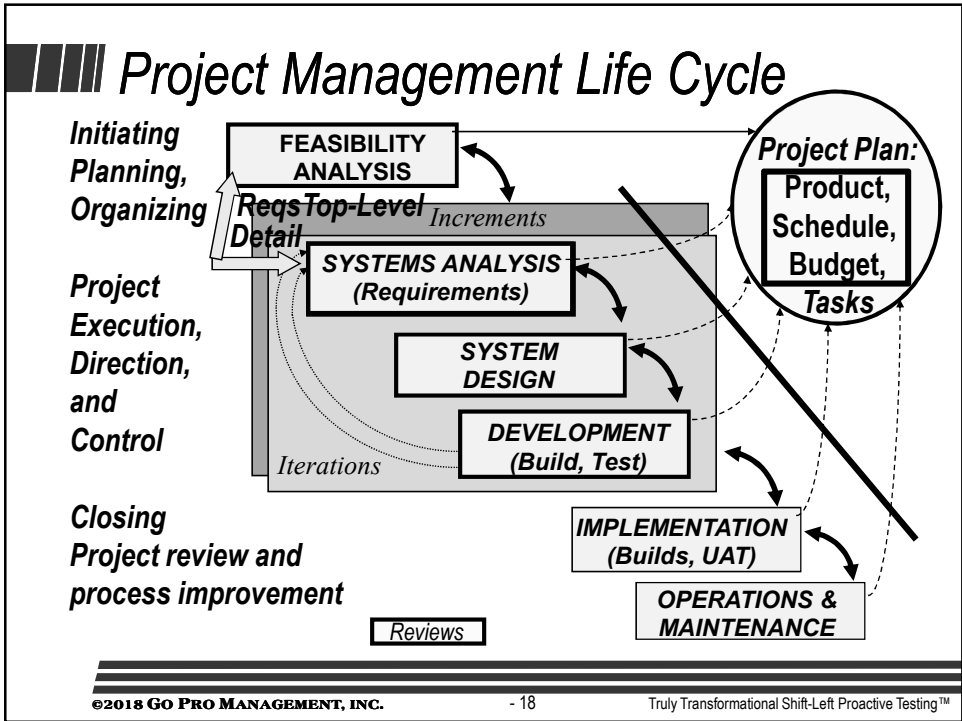 Project Management Life Cycle
Initiating
Planning,
Organizing
FEASIBILITY
ANALYSIS
ReqsTop-Level
Detail
Increments
SYSTEMS ANALYSIS
(Requirements)
SYSTEM
DESIGN
DEVELOPMENT
(Build, Test)
Iterations
Project Plan:
Product,
Schedule,
Budget,
Tasks
Project
Execution,
Direction,
and
Control
Closing
Project review and
process improvement
IMPLEMENTATION
(Builds, UAT)
OPERATIONS &
MAINTENANCE
Reviews
©2018 GO PRO MANAGEMENT, INC.
- 18
Truly Transformational Shift-Left Proactive Testing™